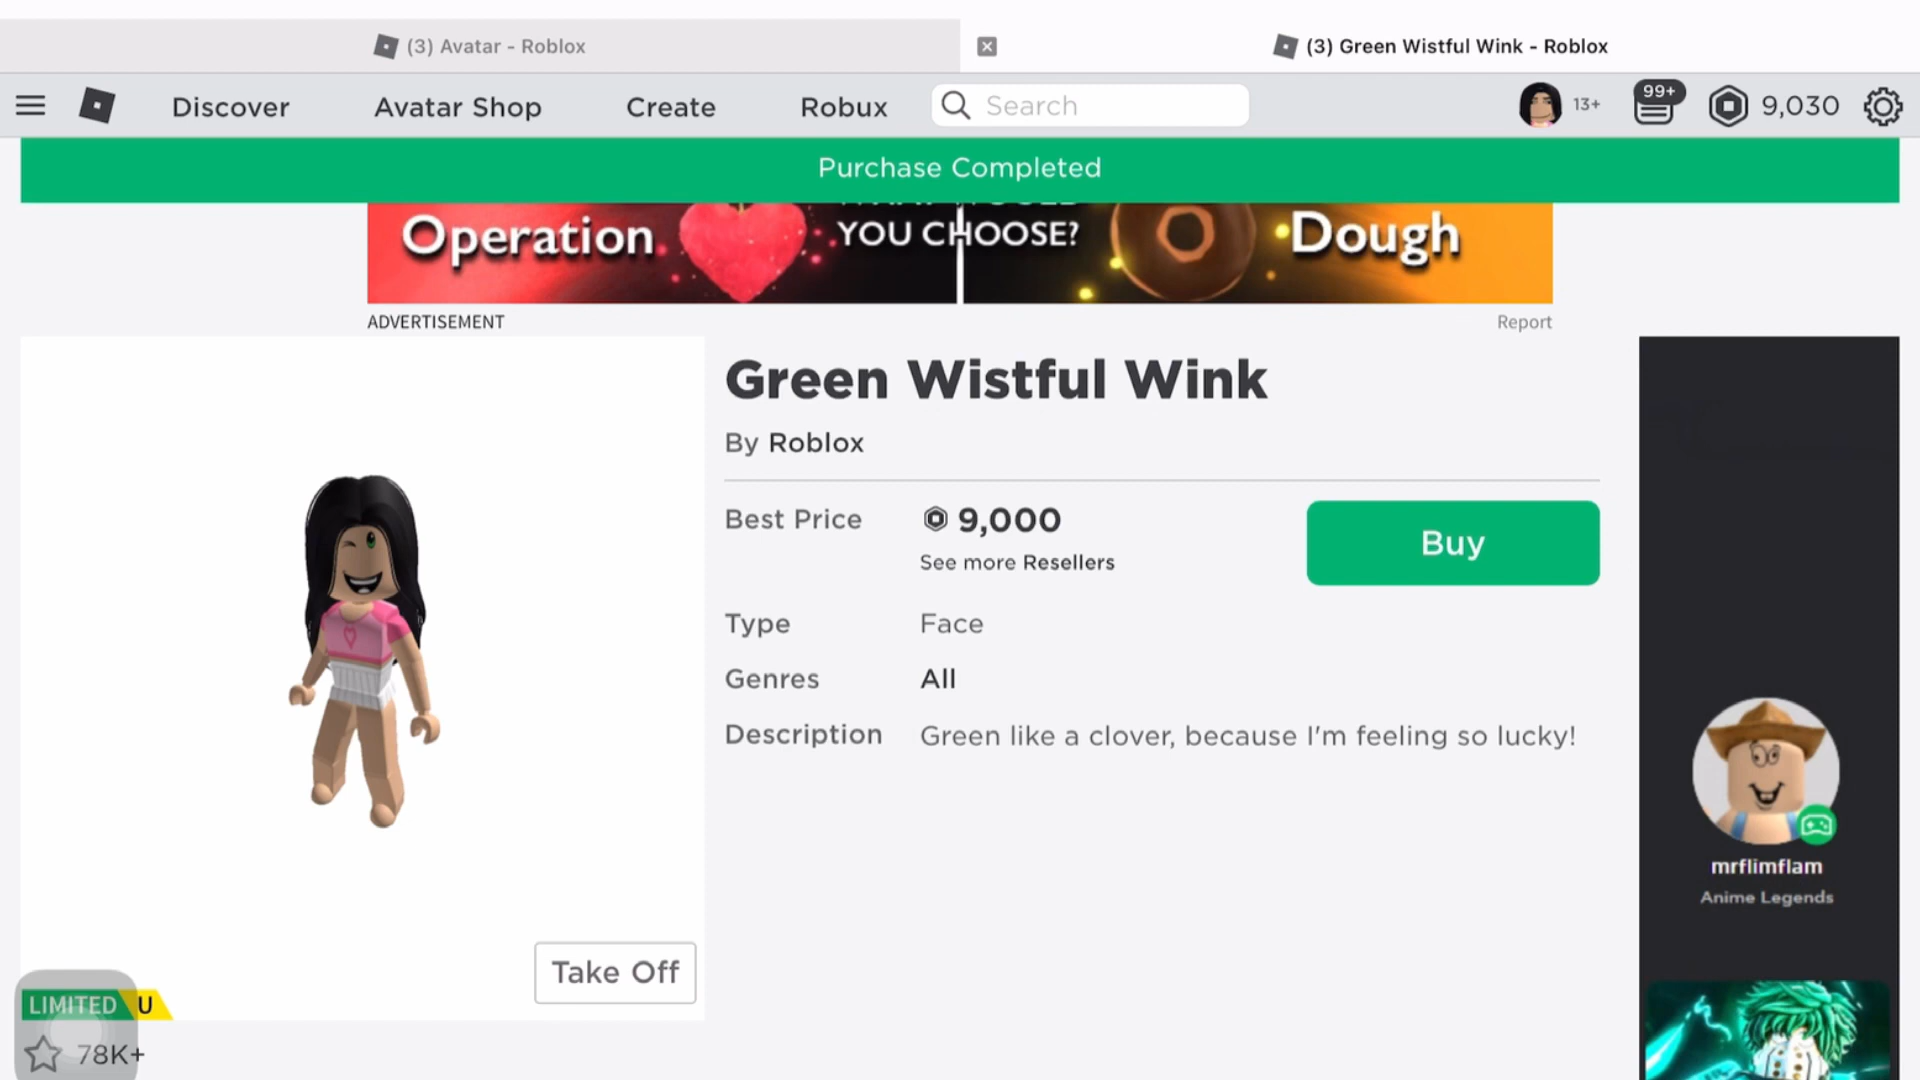 (3) Avatar - Roblox
(3) Green Wistful Wink - Roblox
Discover
Avatar Shop
Create
Robux
Search
13+
99+
9,030
Purchase Completed
Operation
YOU CHOOSE?
Dough
ADVERTISEMENT
Report
Green Wistful Wink
By Roblox
Best Price
9,000
Buy
See more Resellers
Type
Face
Genres
All
Description
Green like a clover, because I'm feeling so lucky!
mrflimflam
Anime Legends
Take Off
LIMITED U
78K+